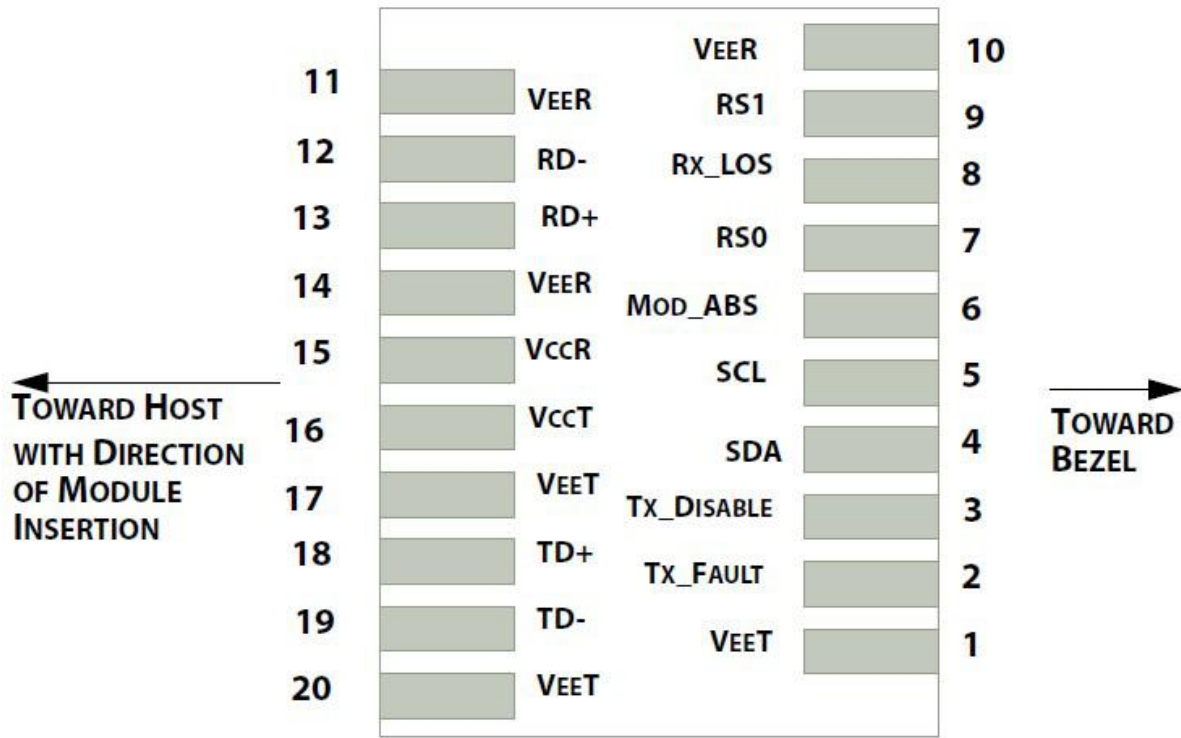 VEER 10
11 VEER
RS1 9
12 RD-
RX_LOS 8
13 RD+
RS0 7
14 VEER
MOD_ABS 6
15 VCCR
SCL 5
16 VCCT
SDA 4
17 VEET
TX_DISABLE 3
18 TD+
TX_FAULT 2
19 TD-
VEET 1
20 VEET
TOWARD HOST
WITH DIRECTION
OF MODULE
INSERTION
TOWARD
BEZEL